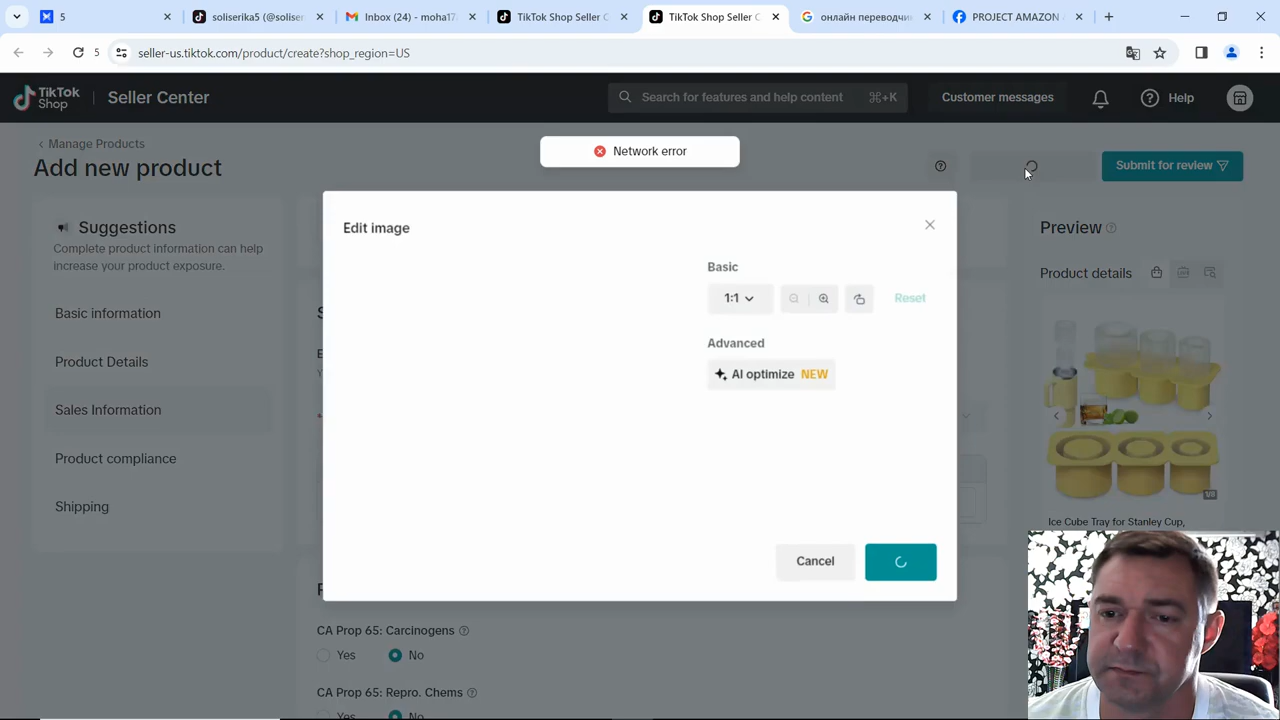 5
soliserika5 (@soliser
Inbox (24) - moha17
TikTok Shop Seller C
TikTok Shop Seller C
онлайн переводчи
PROJECT AMAZON
5
seller-us.tiktok.com/product/create?shop_region=US
TikTok
Shop
Seller Center
Search for features and help content
⌘+K
Customer messages
Help
Network error
Manage Products
Add new product
Submit for review
Suggestions
Complete product information can help
increase your product exposure.
Basic information
Product Details
Sales Information
Product compliance
Shipping
Edit image
Basic
1:1
Reset
Advanced
AI optimize NEW
Cancel
CA Prop 65: Carcinogens
Yes
No
CA Prop 65: Repro. Chems
Yes
No
Preview
Product details
1/8
Ice Cube Tray for Stanley Cup,